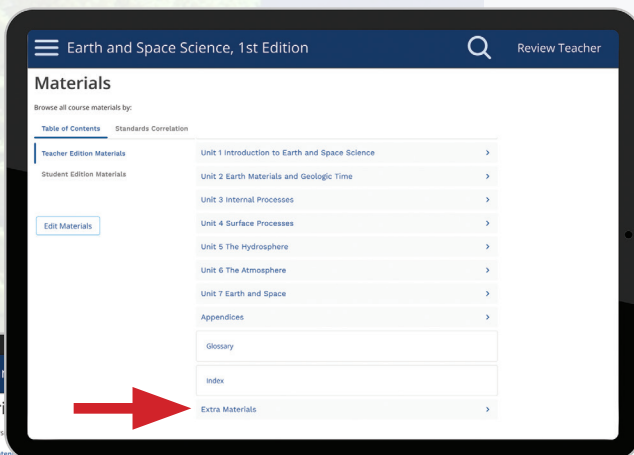 Earth and Space Science, 1st Edition
Review Teacher
Materials
Browse all course materials by:
Table of Contents
Standards Correlation
Teacher Edition Materials
Student Edition Materials
Edit Materials
Unit 1 Introduction to Earth and Space Science
Unit 2 Earth Materials and Geologic Time
Unit 3 Internal Processes
Unit 4 Surface Processes
Unit 5 The Hydrosphere
Unit 6 The Atmosphere
Unit 7 Earth and Space
Appendices
Glossary
Index
Extra Materials